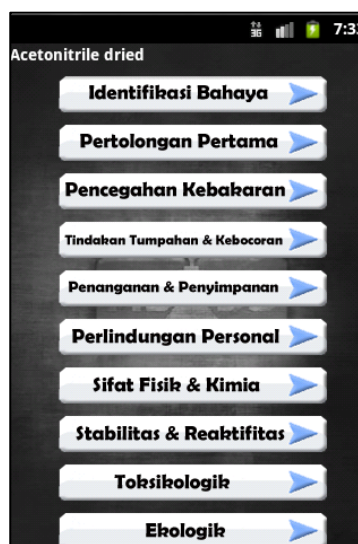 3G 7:33
Acetonitrile dried
Identifikasi Bahaya
Pertolongan Pertama
Pencegahan Kebakaran
Tindakan Tumpahan & Kebocoran
Penanganan & Penyimpanan
Perlindungan Personal
Sifat Fisik & Kimia
Stabilitas & Reaktifitas
Toksikologik
Ekologik